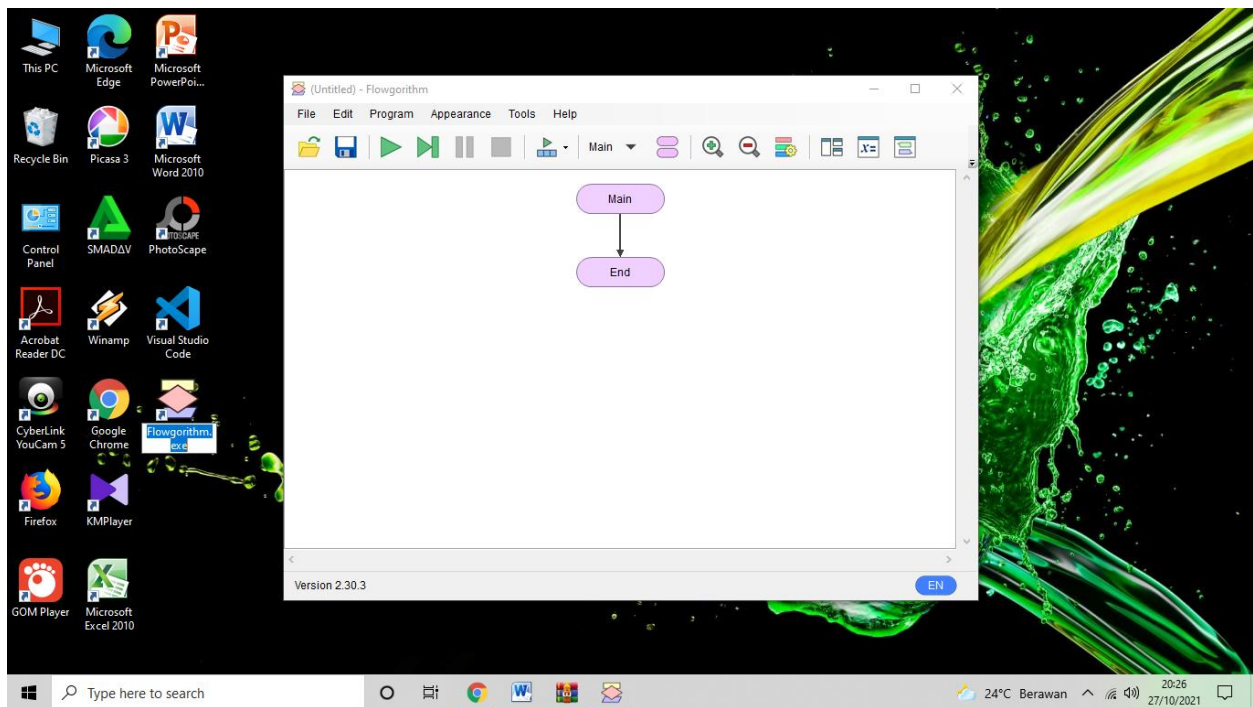 This PC
Microsoft
Edge
Microsoft
PowerPoi...
Recycle Bin
Picasa 3
Microsoft
Word 2010
Control
Panel
SMAD∆V
PhotoScape
Acrobat
Reader DC
Winamp
Visual Studio
Code
CyberLink
YouCam 5
Google
Chrome
Flowgorithm.
exe
Firefox
KMPlayer
GOM Player
Microsoft
Excel 2010
(Untitled) - Flowgorithm
File Edit Program Appearance Tools Help
Main
x=
Main
End
Version 2.30.3
EN
Type here to search
24°C Berawan
20:26
27/10/2021